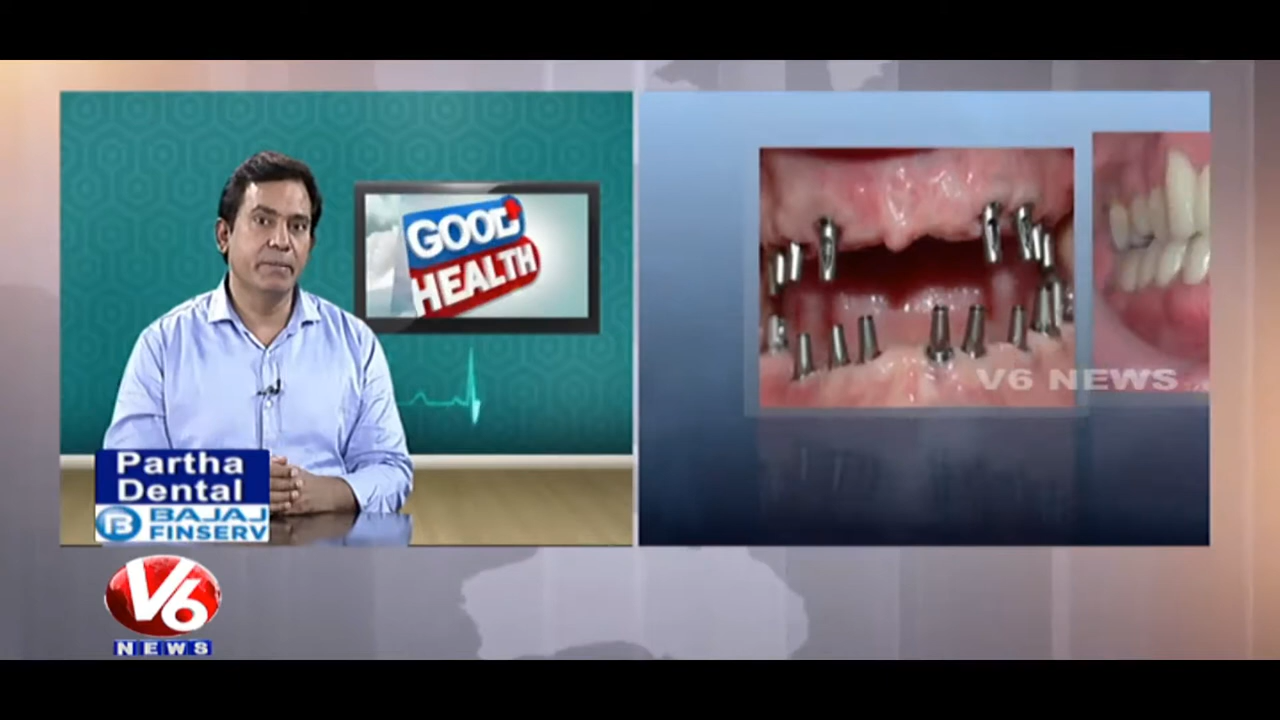 GOOD
HEALTH
V6 NEWS
Partha
Dental
B BAJAJ
FINSERV
V6
NEWS